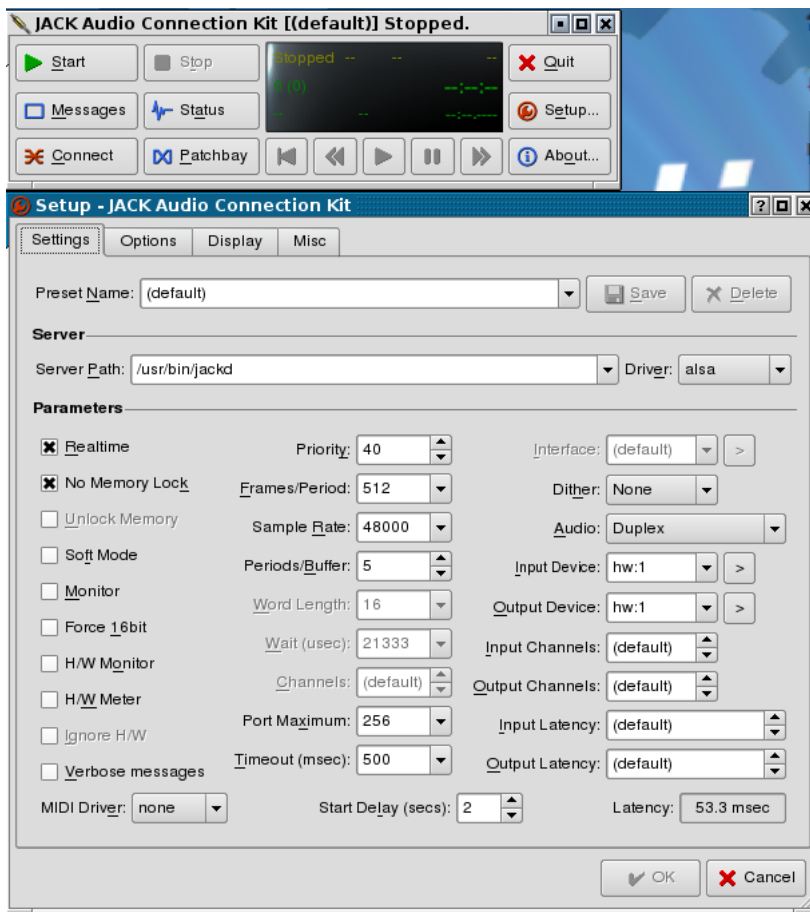 JACK Audio Connection Kit [(default)] Stopped.
Start
Stop
Stopped -- -- --
0 (0) --:--:--
-- -- --:--.----
Quit
Messages
Status
Setup...
Connect
Patchbay
About...
Setup - JACK Audio Connection Kit
Settings Options Display Misc
Preset Name: (default) Save Delete
Server
Server Path: /usr/bin/jackd Driver: alsa
Parameters
Realtime Priority: 40 Interface: (default) >
No Memory Lock Frames/Period: 512 Dither: None
Unlock Memory Sample Rate: 48000 Audio: Duplex
Soft Mode Periods/Buffer: 5 Input Device: hw:1 >
Monitor Word Length: 16 Output Device: hw:1 >
Force 16bit Wait (usec): 21333 Input Channels: (default)
H/W Monitor Channels: (default) Output Channels: (default)
H/W Meter Port Maximum: 256 Input Latency: (default)
Ignore H/W Timeout (msec): 500 Output Latency: (default)
Verbose messages
MIDI Driver: none Start Delay (secs): 2 Latency: 53.3 msec
OK Cancel